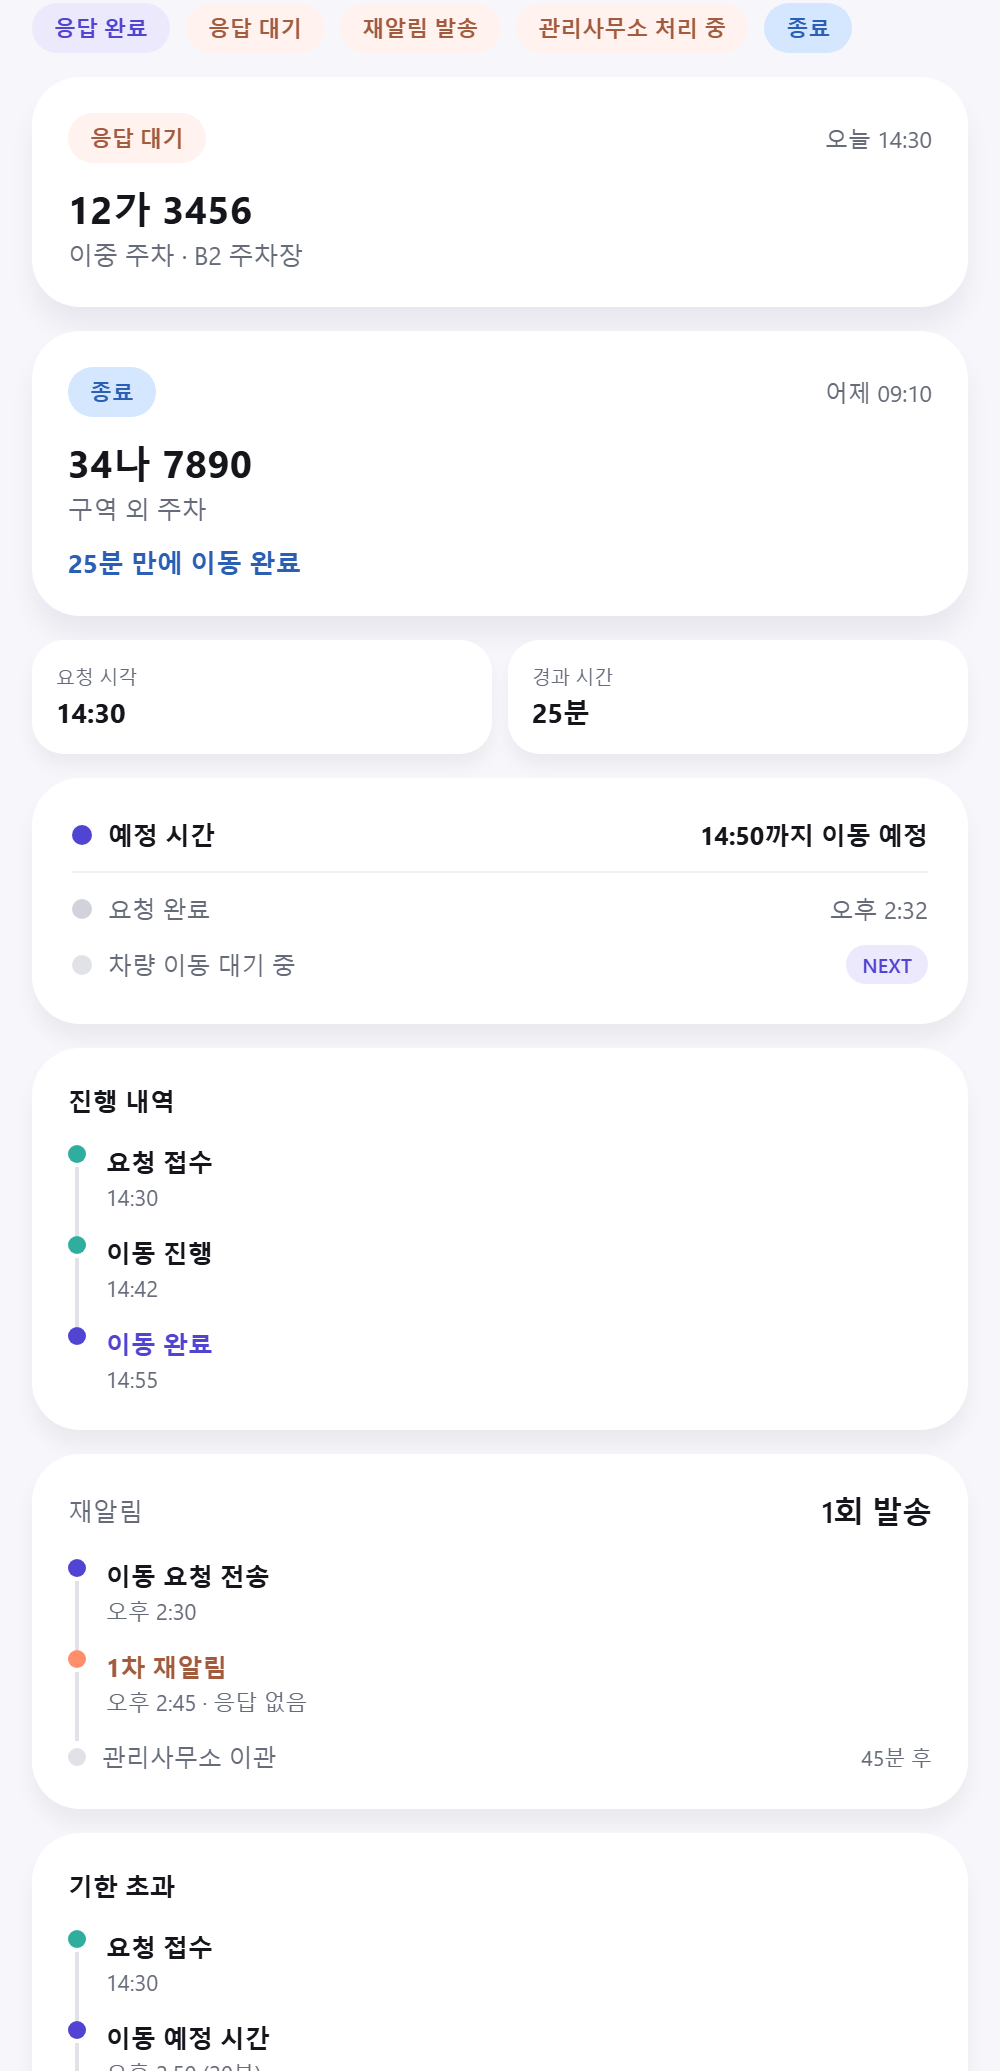 응답 완료 응답 대기 재알림 발송 관리사무소 처리 중 종료
응답 대기 오늘 14:30
12가 3456
이중 주차 · B2 주차장
종료 어제 09:10
34나 7890
구역 외 주차
25분 만에 이동 완료
요청 시각 경과 시간
14:30 25분
예정 시간 14:50까지 이동 예정
요청 완료 오후 2:32
차량 이동 대기 중 NEXT
진행 내역
요청 접수
14:30
이동 진행
14:42
이동 완료
14:55
재알림 1회 발송
이동 요청 전송
오후 2:30
1차 재알림
오후 2:45 · 응답 없음
관리사무소 이관 45분 후
기한 초과
요청 접수
14:30
이동 예정 시간